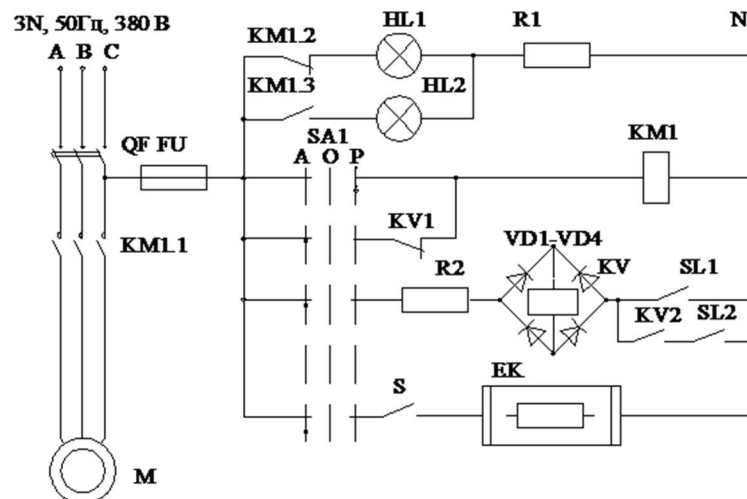 3N, 50Гц, 380 В
A B C
QF FU
KM1.1
M
KM1.2
HL1
R1
N
KM1.3
HL2
SA1
A O P
KM1
KV1
R2
VD1-VD4
KV
SL1
KV2
SL2
S
EK